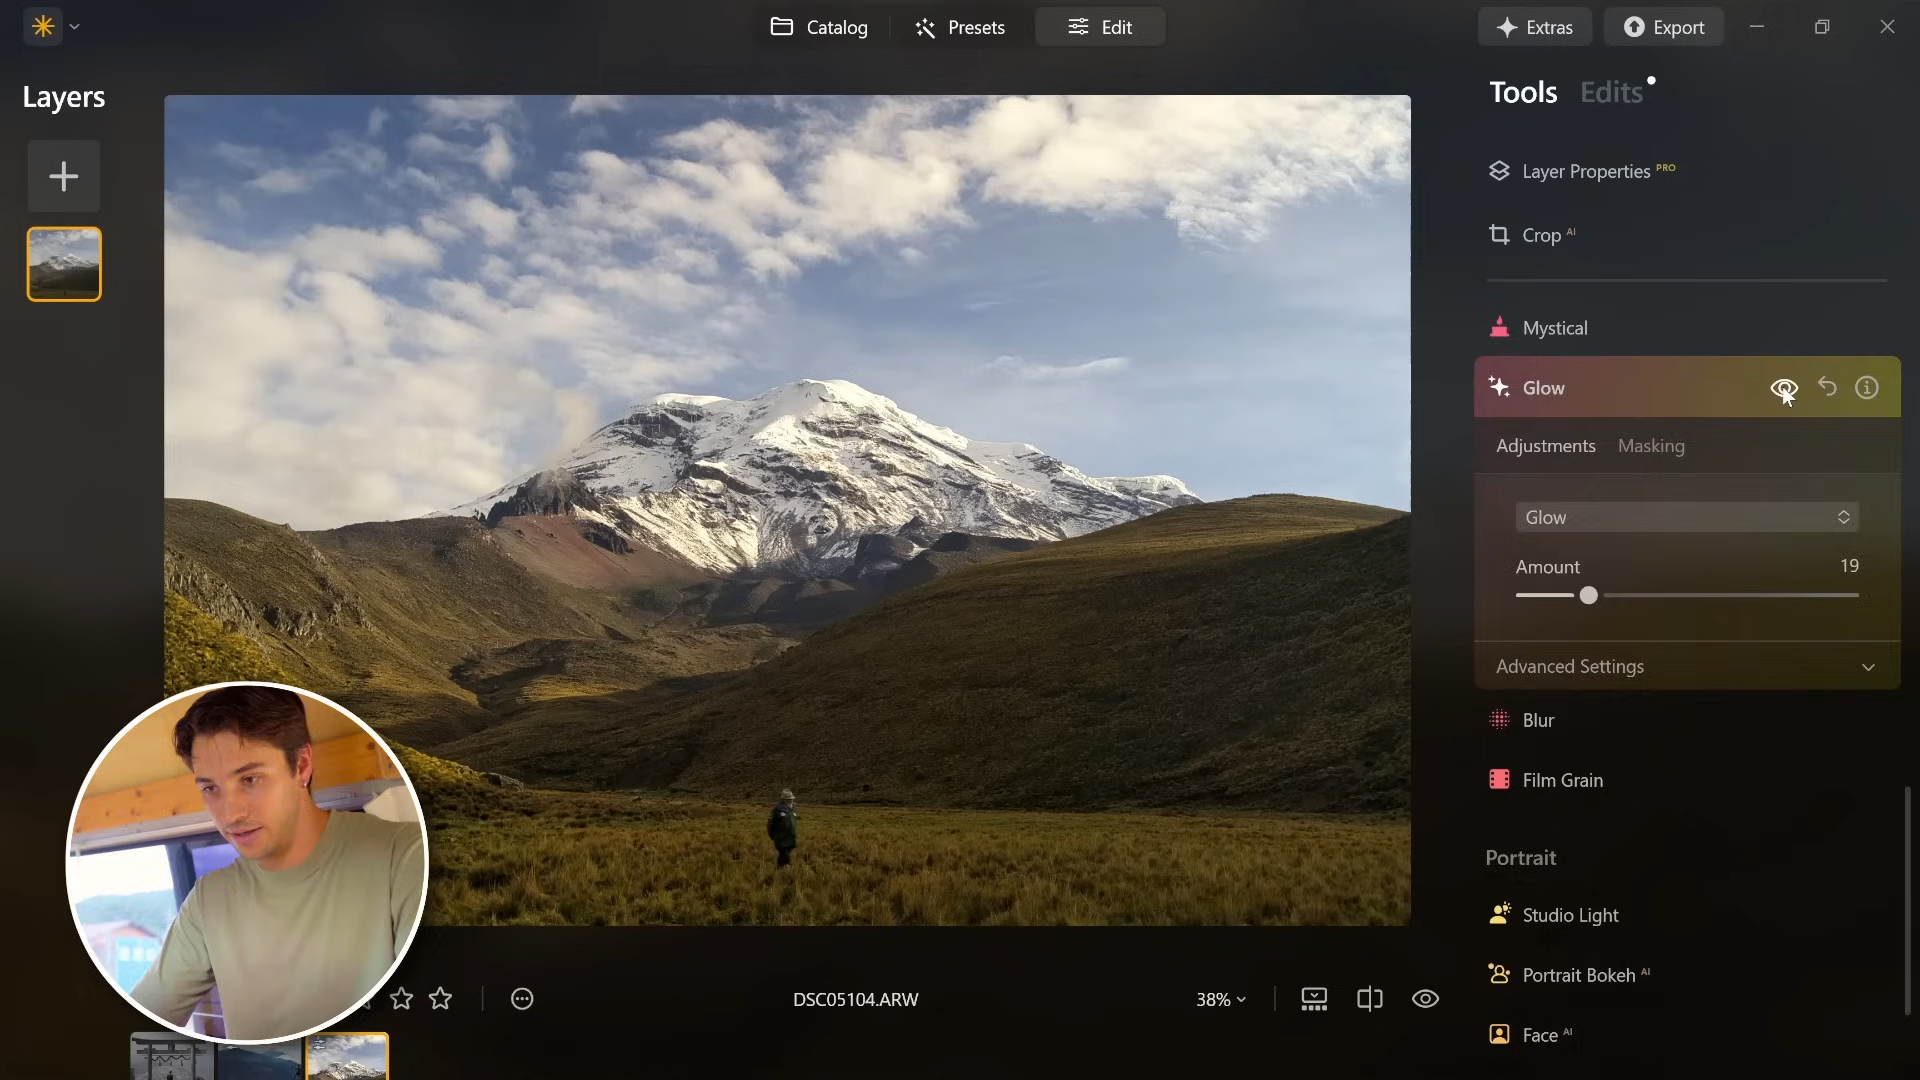 Catalog
Presets
Edit
Extras
Export
Layers
Tools Edits
Layer Properties PRO
Crop AI
Mystical
Glow
Adjustments Masking
Glow
Amount 19
Advanced Settings
Blur
Film Grain
Portrait
Studio Light
Portrait Bokeh AI
Face AI
DSC05104.ARW
38%